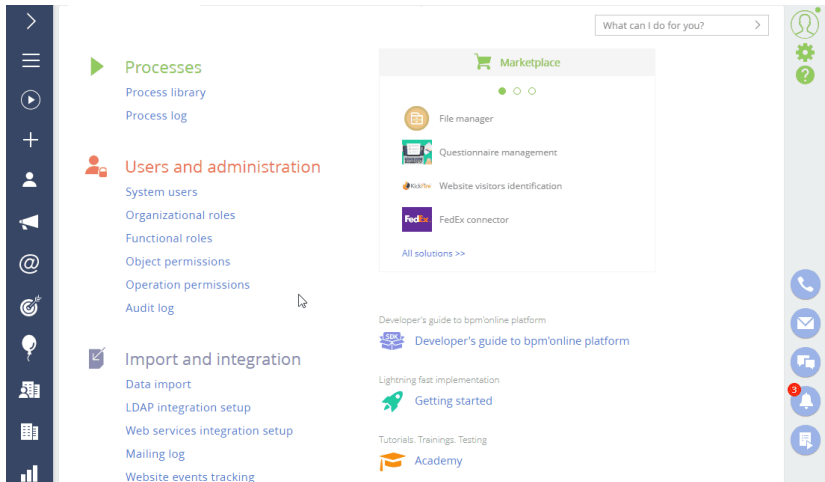 What can I do for you?
Processes
Process library
Process log
Users and administration
System users
Organizational roles
Functional roles
Object permissions
Operation permissions
Audit log
Import and integration
Data import
LDAP integration setup
Web services integration setup
Mailing log
Website events tracking
Marketplace
File manager
Questionnaire management
Website visitors identification
FedEx
FedEx connector
All solutions >>
Developer's guide to bpm'online platform
SDK
Developer's guide to bpm'online platform
Lightning fast implementation
Getting started
Tutorials. Trainings. Testing
Academy
3